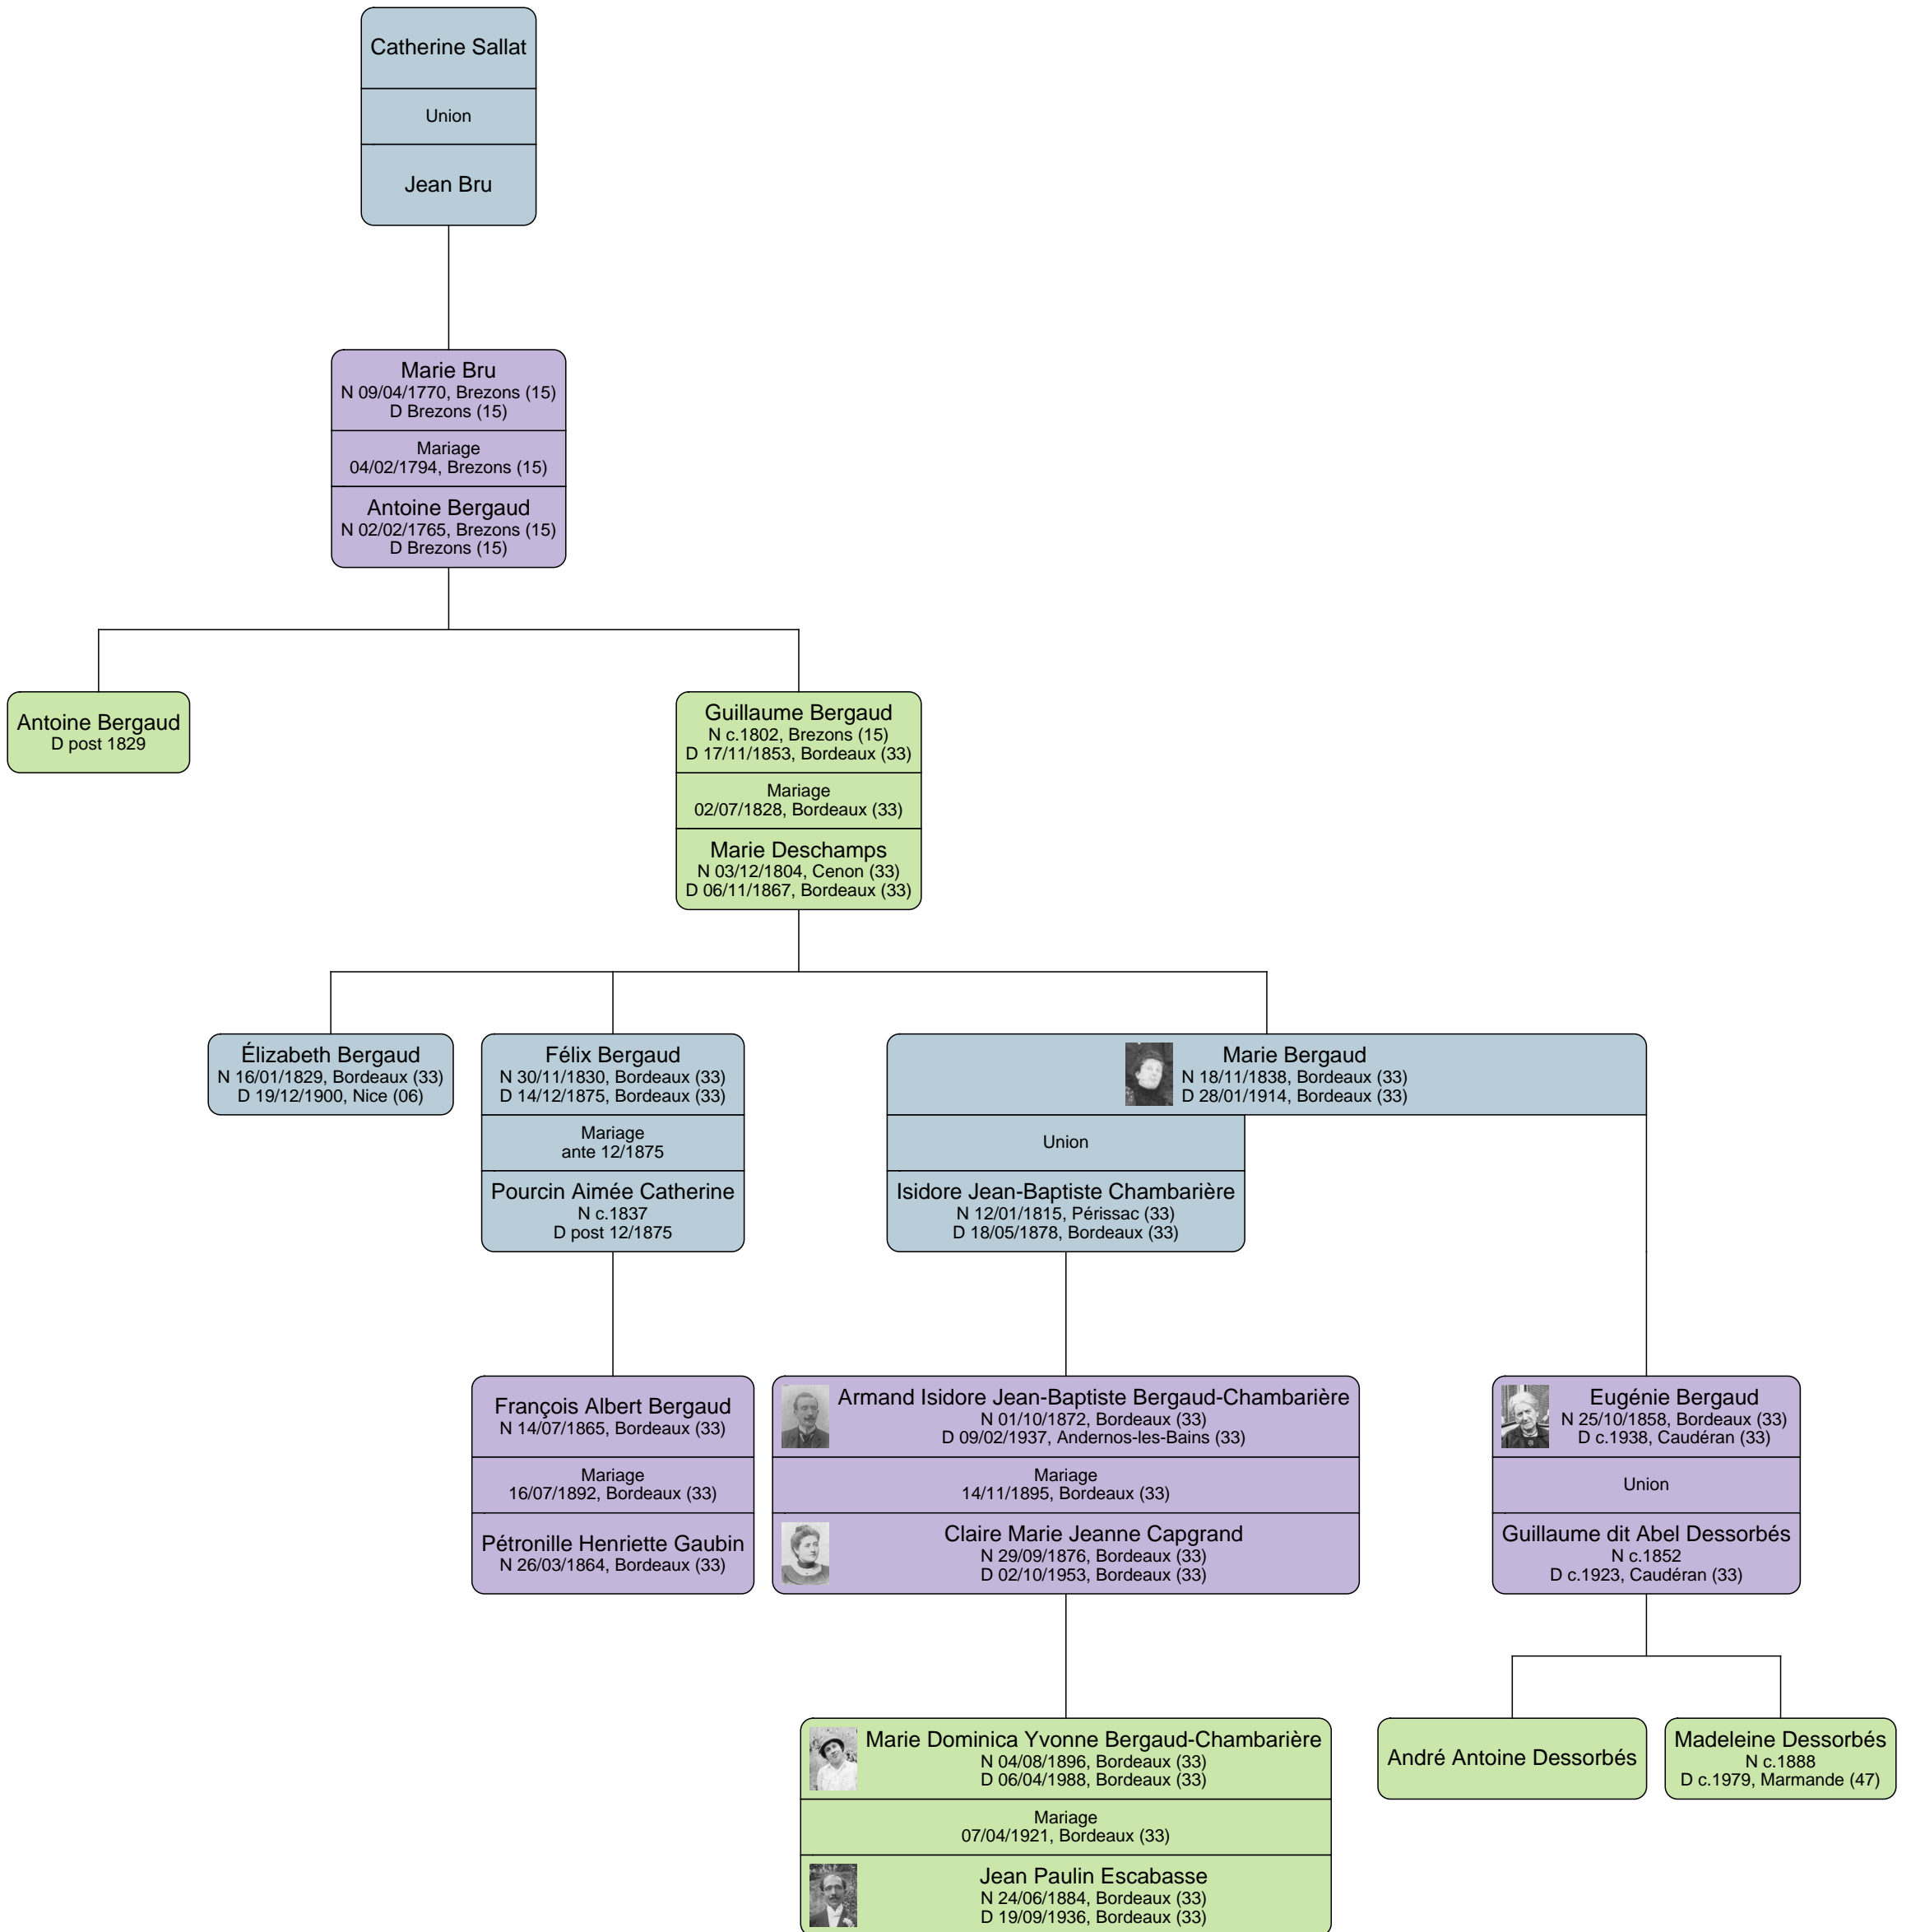 Catherine Sallat
Union
Jean Bru
Marie Bru
N 09/04/1770, Brezons (15)
D Brezons (15)
Mariage
04/02/1794, Brezons (15)
Antoine Bergaud
N 02/02/1765, Brezons (15)
D Brezons (15)
Antoine Bergaud
D post 1829
Guillaume Bergaud
N c.1802, Brezons (15)
D 17/11/1853, Bordeaux (33)
Mariage
02/07/1828, Bordeaux (33)
Marie Deschamps
N 03/12/1804, Cenon (33)
D 06/11/1867, Bordeaux (33)
Élizabeth Bergaud
N 16/01/1829, Bordeaux (33)
D 19/12/1900, Nice (06)
Félix Bergaud
N 30/11/1830, Bordeaux (33)
D 14/12/1875, Bordeaux (33)
Mariage
ante 12/1875
Pourcin Aimée Catherine
N c.1837
D post 12/1875
Marie Bergaud
N 18/11/1838, Bordeaux (33)
D 28/01/1914, Bordeaux (33)
Union
Isidore Jean-Baptiste Chambarière
N 12/01/1815, Périssac (33)
D 18/05/1878, Bordeaux (33)
François Albert Bergaud
N 14/07/1865, Bordeaux (33)
Mariage
16/07/1892, Bordeaux (33)
Pétronille Henriette Gaubin
N 26/03/1864, Bordeaux (33)
Armand Isidore Jean-Baptiste Bergaud-Chambarière
N 01/10/1872, Bordeaux (33)
D 09/02/1937, Andernos-les-Bains (33)
Mariage
14/11/1895, Bordeaux (33)
Claire Marie Jeanne Capgrand
N 29/09/1876, Bordeaux (33)
D 02/10/1953, Bordeaux (33)
Eugénie Bergaud
N 25/10/1858, Bordeaux (33)
D c.1938, Caudéran (33)
Union
Guillaume dit Abel Dessorbés
N c.1852
D c.1923, Caudéran (33)
Marie Dominica Yvonne Bergaud-Chambarière
N 04/08/1896, Bordeaux (33)
D 06/04/1988, Bordeaux (33)
Mariage
07/04/1921, Bordeaux (33)
Jean Paulin Escabasse
N 24/06/1884, Bordeaux (33)
D 19/09/1936, Bordeaux (33)
André Antoine Dessorbés
Madeleine Dessorbés
N c.1888
D c.1979, Marmande (47)